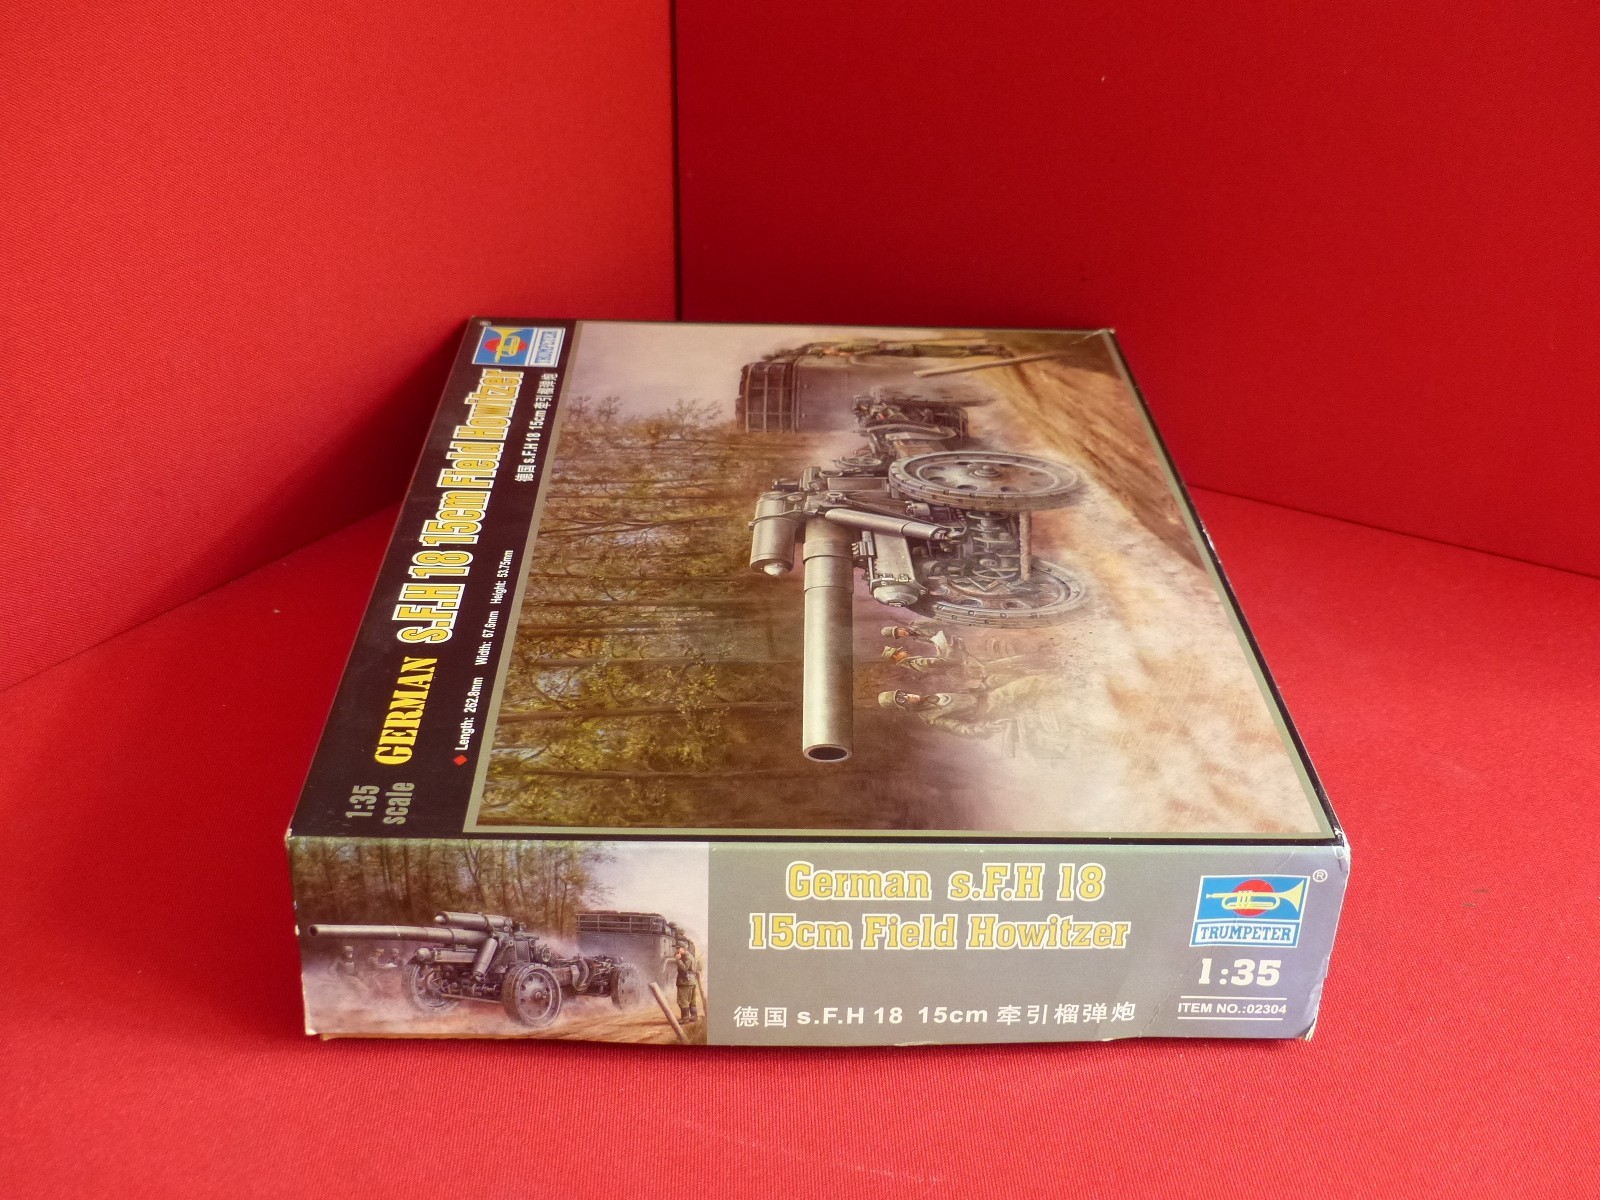 TRUMPETER
1:35
scale
GERMAN s.F.H 18 15cm Field Howitzer
德国 s.F.H 18 15cm 牵引榴弹炮
Length: 262.8mm Width: 67.6mm Height: 53.75mm
German s.F.H 18
15cm Field Howitzer
德国 s.F.H 18 15cm 牵引榴弹炮
®
TRUMPETER
1:35
ITEM NO.:02304